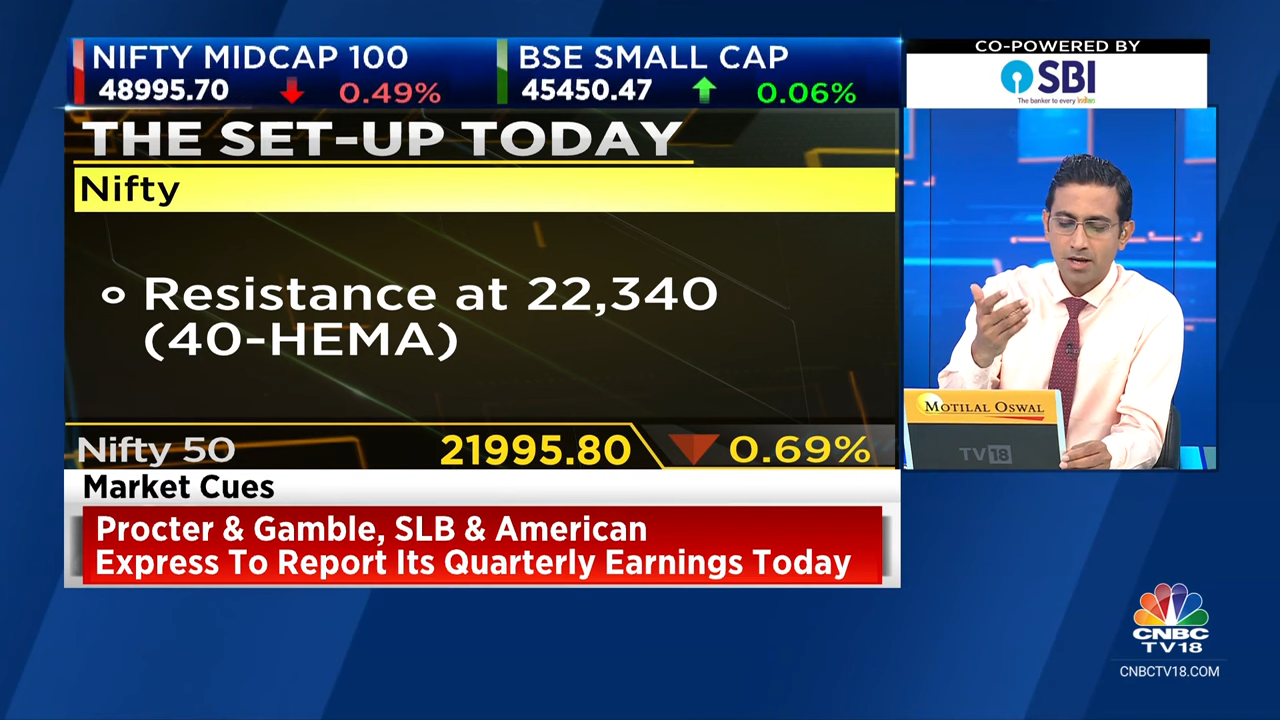 NIFTY MIDCAP 100
48995.70 0.49%
BSE SMALL CAP
45450.47 0.06%
CO-POWERED BY
SBI
The banker to every Indian
THE SET-UP TODAY
Nifty
Resistance at 22,340
(40-HEMA)
Nifty 50 21995.80 0.69%
Market Cues
Procter & Gamble, SLB & American
Express To Report Its Quarterly Earnings Today
MOTILAL OSWAL
TV18
CNBC
TV18
CNBCTV18.COM